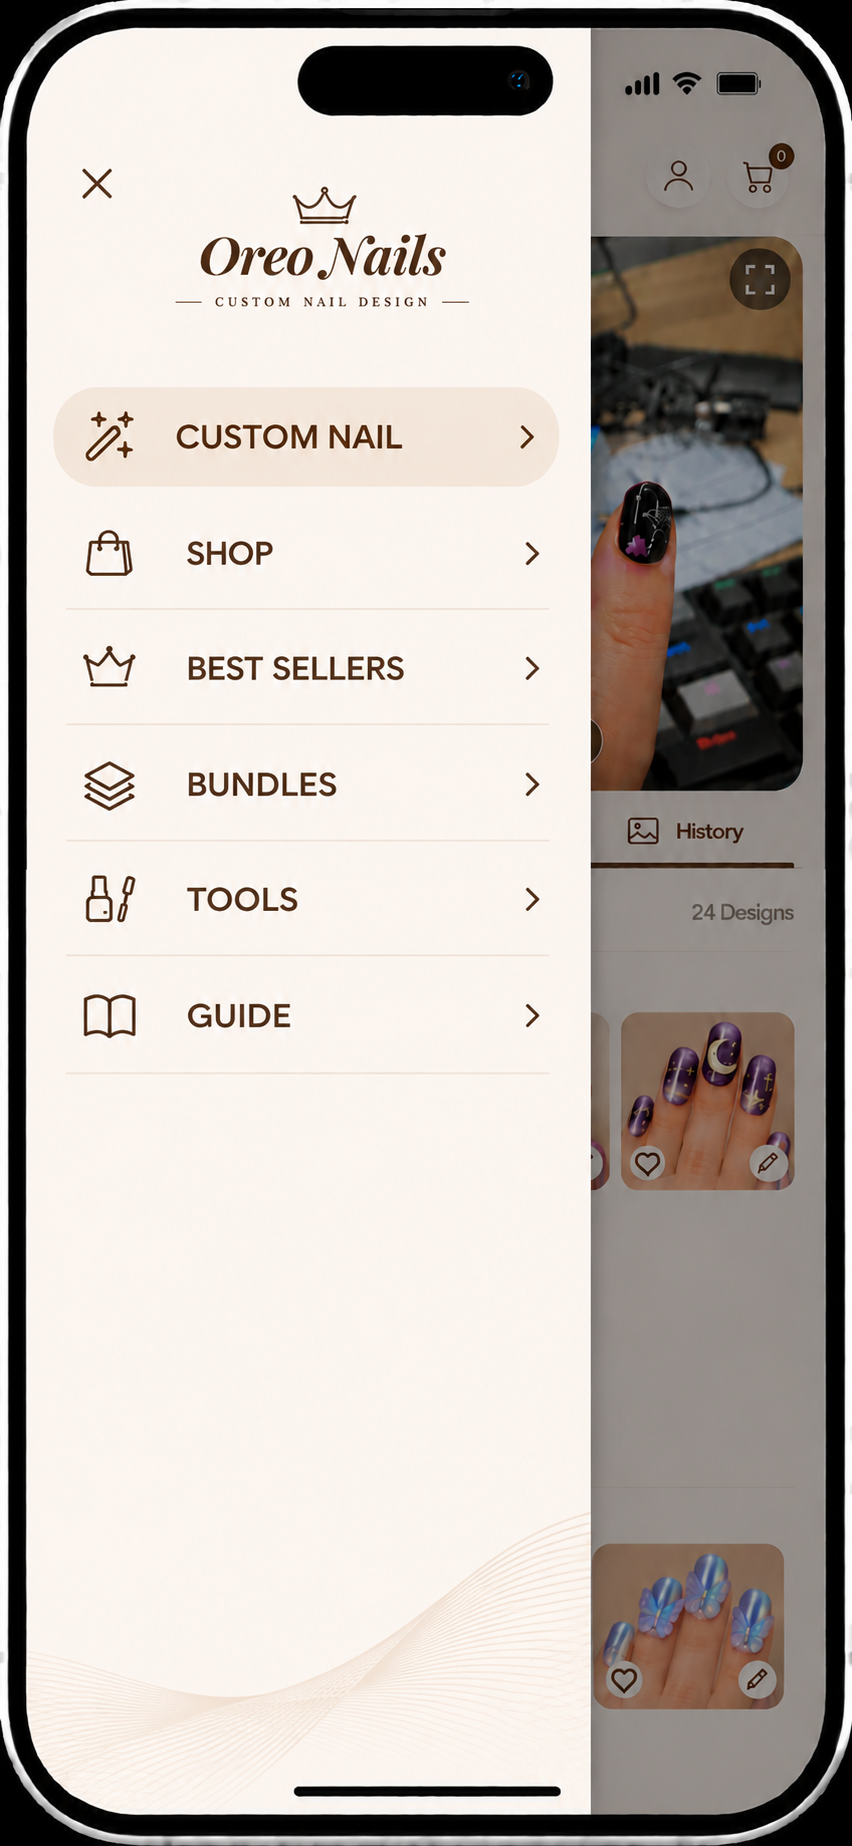 0
Oreo Nails
CUSTOM NAIL DESIGN
CUSTOM NAIL
SHOP
BEST SELLERS
BUNDLES
History
TOOLS
24 Designs
GUIDE